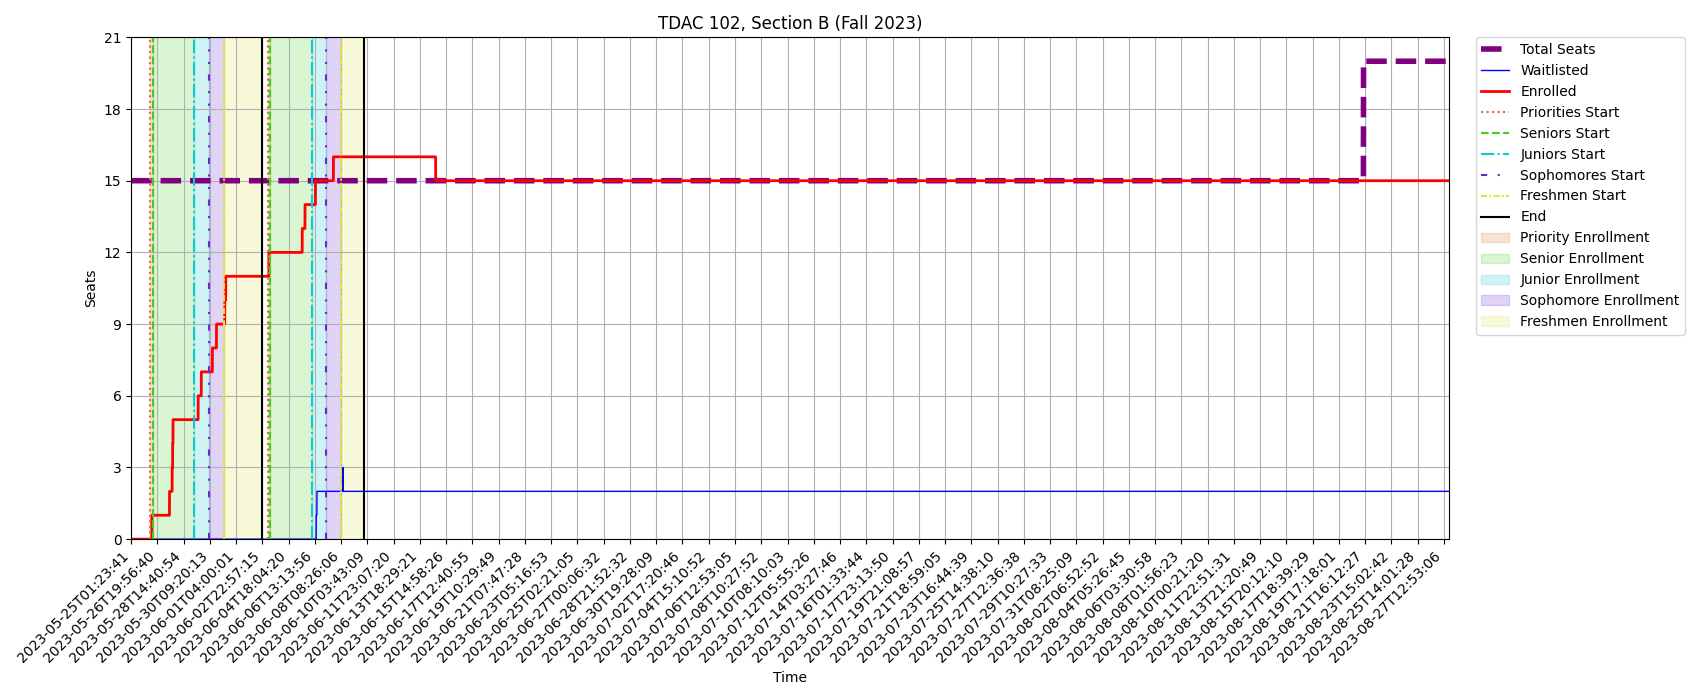 TDAC 102, Section B (Fall 2023)
Seats
21
18
15
12
9
6
3
0
2023-05-25T01:23:41
2023-05-26T19:56:40
2023-05-28T14:40:54
2023-05-30T09:20:13
2023-06-01T04:00:01
2023-06-02T22:57:15
2023-06-04T18:04:20
2023-06-06T13:13:56
2023-06-08T08:26:06
2023-06-10T03:43:09
2023-06-11T23:07:20
2023-06-13T18:29:21
2023-06-15T14:58:26
2023-06-17T12:40:55
2023-06-19T10:29:49
2023-06-21T07:47:28
2023-06-23T05:16:53
2023-06-25T02:21:05
2023-06-27T00:06:32
2023-06-28T21:52:32
2023-06-30T19:28:09
2023-07-02T17:20:46
2023-07-04T15:10:52
2023-07-06T12:53:05
2023-07-08T10:27:52
2023-07-10T08:10:03
2023-07-12T05:55:26
2023-07-14T03:27:46
2023-07-16T01:33:44
2023-07-17T23:13:50
2023-07-19T21:08:57
2023-07-21T18:59:05
2023-07-23T16:44:39
2023-07-25T14:38:10
2023-07-27T12:36:38
2023-07-29T10:27:33
2023-07-31T08:25:09
2023-08-02T06:52:52
2023-08-04T05:26:45
2023-08-06T03:30:58
2023-08-08T01:56:23
2023-08-10T00:21:20
2023-08-11T22:51:31
2023-08-13T21:20:49
2023-08-15T20:12:10
2023-08-17T18:39:29
2023-08-19T17:18:01
2023-08-21T16:12:27
2023-08-23T15:02:42
2023-08-25T14:01:28
2023-08-27T12:53:06
Time
Total Seats
Waitlisted
Enrolled
Priorities Start
Seniors Start
Juniors Start
Sophomores Start
Freshmen Start
End
Priority Enrollment
Senior Enrollment
Junior Enrollment
Sophomore Enrollment
Freshmen Enrollment